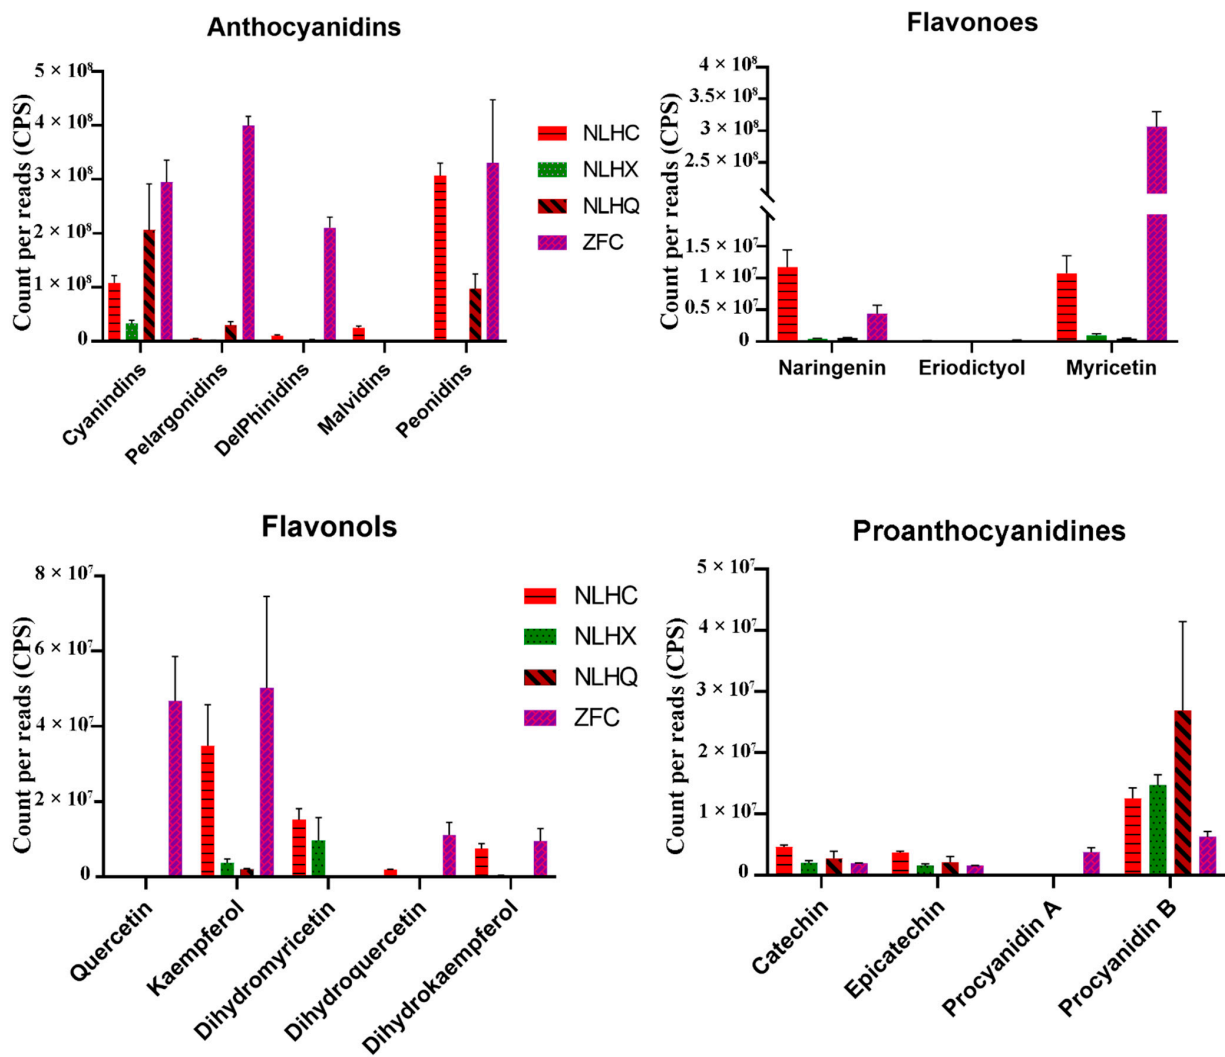 Anthocyanidins
Count per reads (CPS)
5 × 10⁸
4 × 10⁸
3 × 10⁸
2 × 10⁸
1 × 10⁸
0
Cyanindins
Pelargonidins
DelPhinidins
Malvidins
Peonidins
NLHC
NLHX
NLHQ
ZFC
Flavonoes
Count per reads (CPS)
4 × 10⁸
3.5× 10⁸
3 × 10⁸
2.5× 10⁸
1.5× 10⁷
1 × 10⁷
0.5× 10⁷
0
Naringenin
Eriodictyol
Myricetin
Flavonols
Count per reads (CPS)
8 × 10⁷
6 × 10⁷
4 × 10⁷
2 × 10⁷
0
Quercetin
Kaempferol
Dihydromyricetin
Dihydroquercetin
Dihydrokaempferol
NLHC
NLHX
NLHQ
ZFC
Proanthocyanidines
Count per reads (CPS)
5 × 10⁷
4 × 10⁷
3 × 10⁷
2 × 10⁷
1 × 10⁷
0
Catechin
Epicatechin
Procyanidin A
Procyanidin B